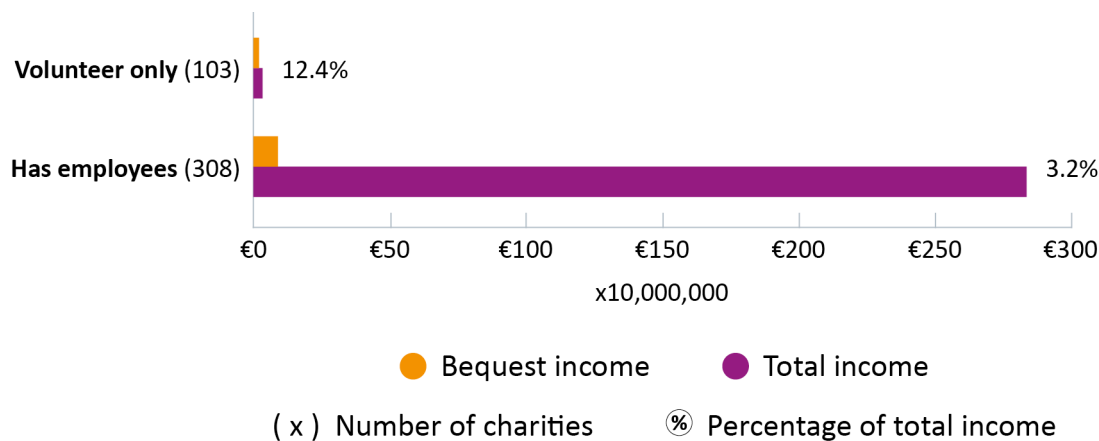 Volunteer only (103) 12.4%
Has employees (308) 3.2%
€0 €50 €100 €150 €200 €250 €300
x10,000,000
Bequest income Total income
( x ) Number of charities % Percentage of total income